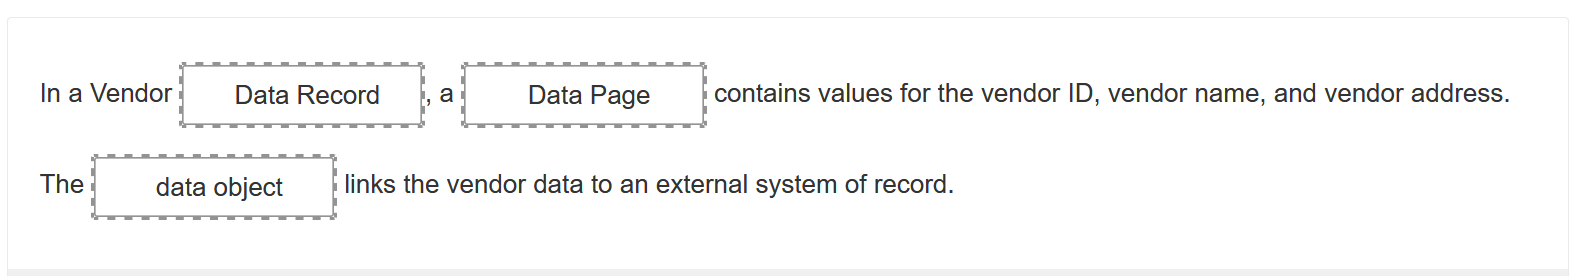 In a Vendor Data Record, a Data Page contains values for the vendor ID, vendor name, and vendor address.
The data object links the vendor data to an external system of record.